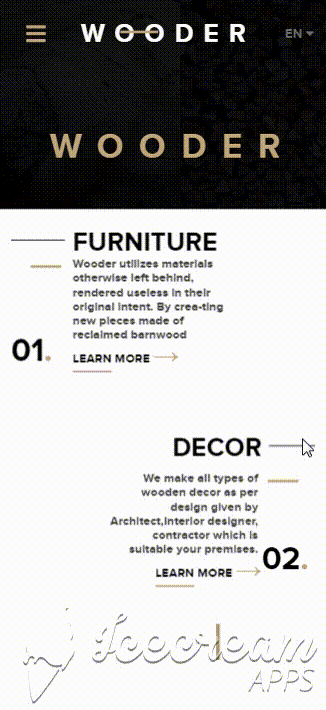 WOODER
EN
WOODER
FURNITURE
Wooder utilizes materials
otherwise left behind,
rendered useless in their
original intent. By crea-ting
new pieces made of
reclaimed barnwood
01.
LEARN MORE
DECOR
We make all types of
wooden decor as per
design given by
Architect,Interior designer,
contractor which is
suitable your premises.
02.
LEARN MORE
Icecream
APPS